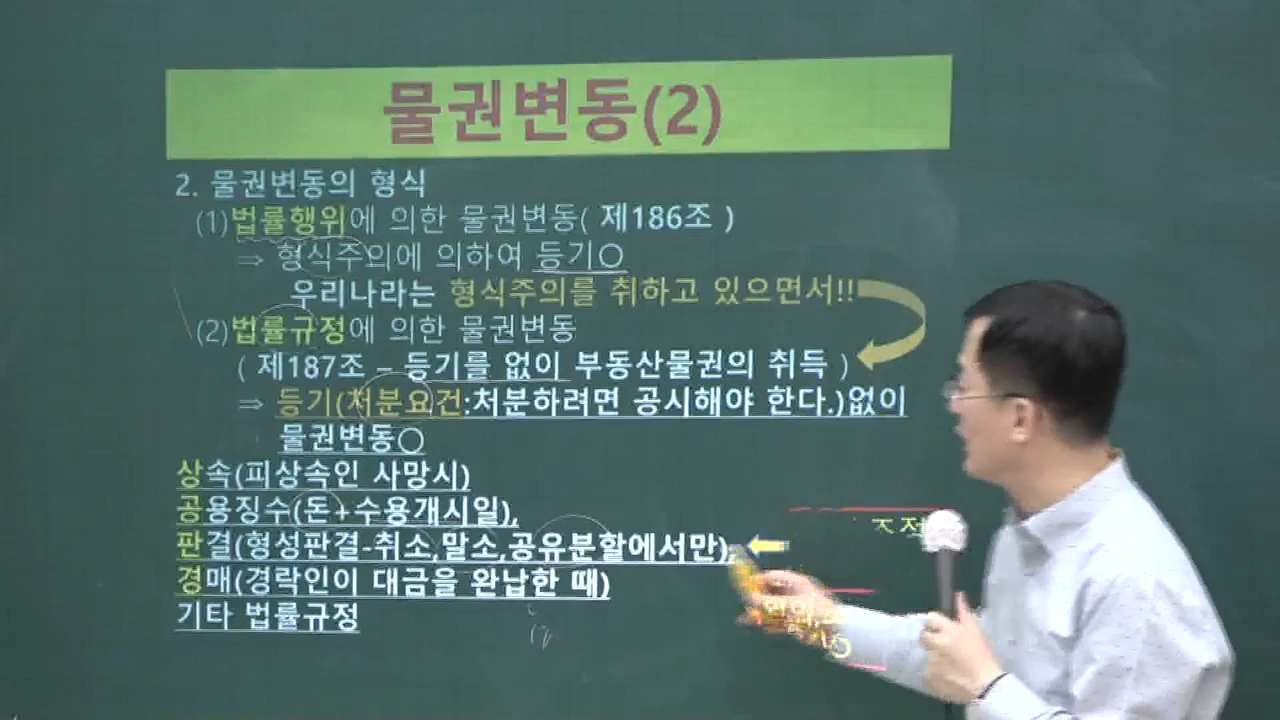 물권변동(2)
2. 물권변동의 형식
(1)법률행위에 의한 물권변동( 제186조 )
⇒ 형식주의에 의하여 등기○
우리나라는 형식주의를 취하고 있으면서!!
(2)법률규정에 의한 물권변동
( 제187조 – 등기를 없이 부동산물권의 취득 )
⇒ 등기(처분요건:처분하려면 공시해야 한다.)없이
물권변동○
상속(피상속인 사망시)
공용징수(돈+수용개시일),
판결(형성판결-취소,말소,공유분할에서만),
경매(경락인이 대금을 완납한 때)
기타 법률규정